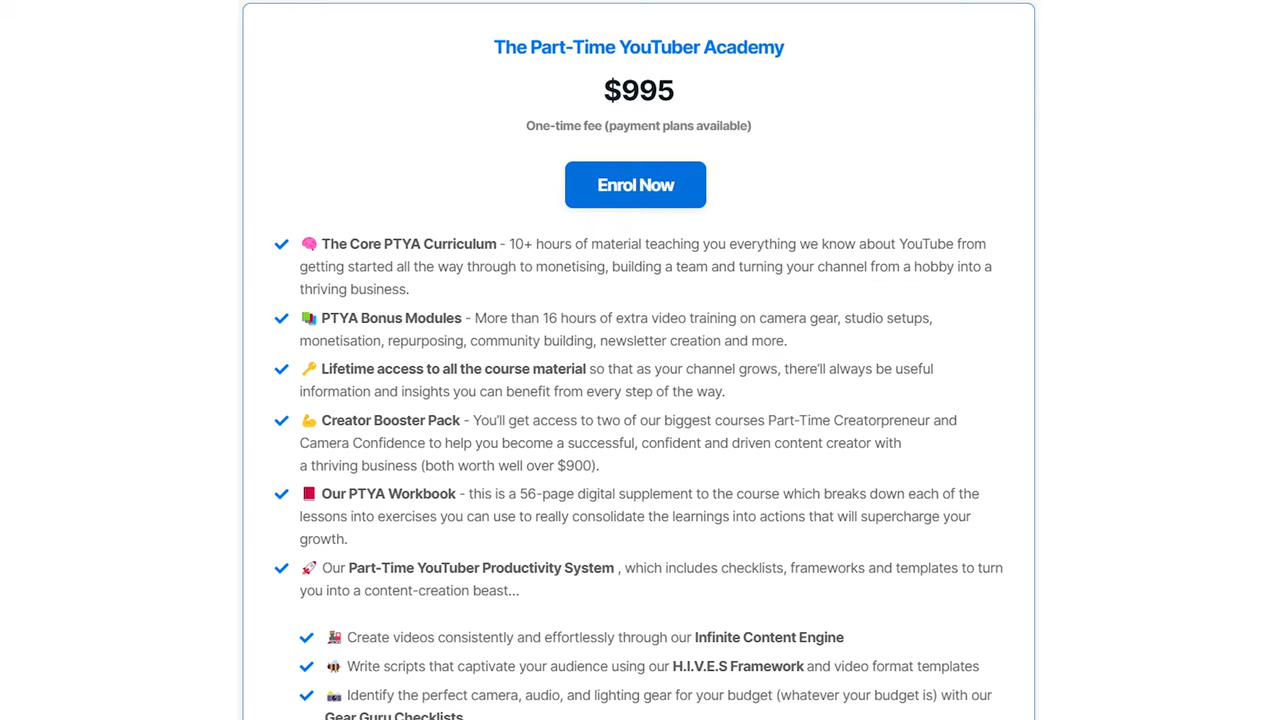 The Part-Time YouTuber Academy
$995
One-time fee (payment plans available)
Enrol Now
The Core PTYA Curriculum - 10+ hours of material teaching you everything we know about YouTube from
getting started all the way through to monetising, building a team and turning your channel from a hobby into a
thriving business.
PTYA Bonus Modules - More than 16 hours of extra video training on camera gear, studio setups,
monetisation, repurposing, community building, newsletter creation and more.
Lifetime access to all the course material so that as your channel grows, there'll always be useful
information and insights you can benefit from every step of the way.
Creator Booster Pack - You'll get access to two of our biggest courses Part-Time Creatorpreneur and
Camera Confidence to help you become a successful, confident and driven content creator with
a thriving business (both worth well over $900).
Our PTYA Workbook - this is a 56-page digital supplement to the course which breaks down each of the
lessons into exercises you can use to really consolidate the learnings into actions that will supercharge your
growth.
Our Part-Time YouTuber Productivity System , which includes checklists, frameworks and templates to turn
you into a content-creation beast...
Create videos consistently and effortlessly through our Infinite Content Engine
Write scripts that captivate your audience using our H.I.V.E.S Framework and video format templates
Identify the perfect camera, audio, and lighting gear for your budget (whatever your budget is) with our
Gear Guru Checklists